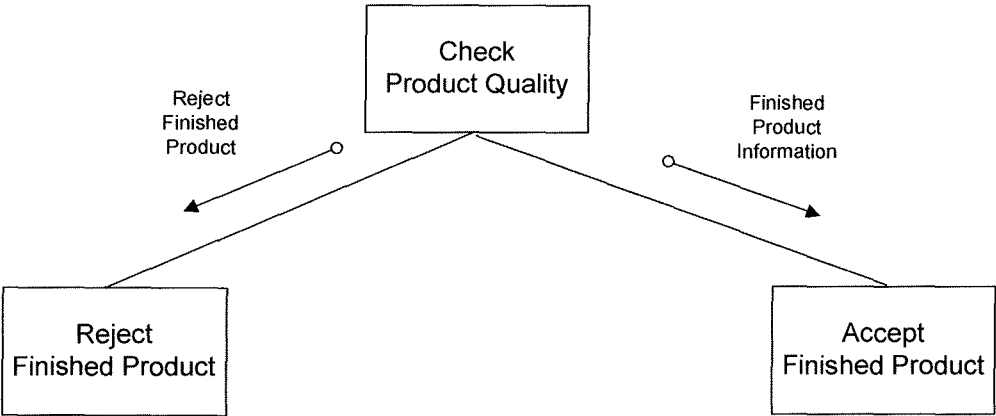 Check
Product Quality
Reject
Finished
Product
Finished
Product
Information
Reject
Finished Product
Accept
Finished Product